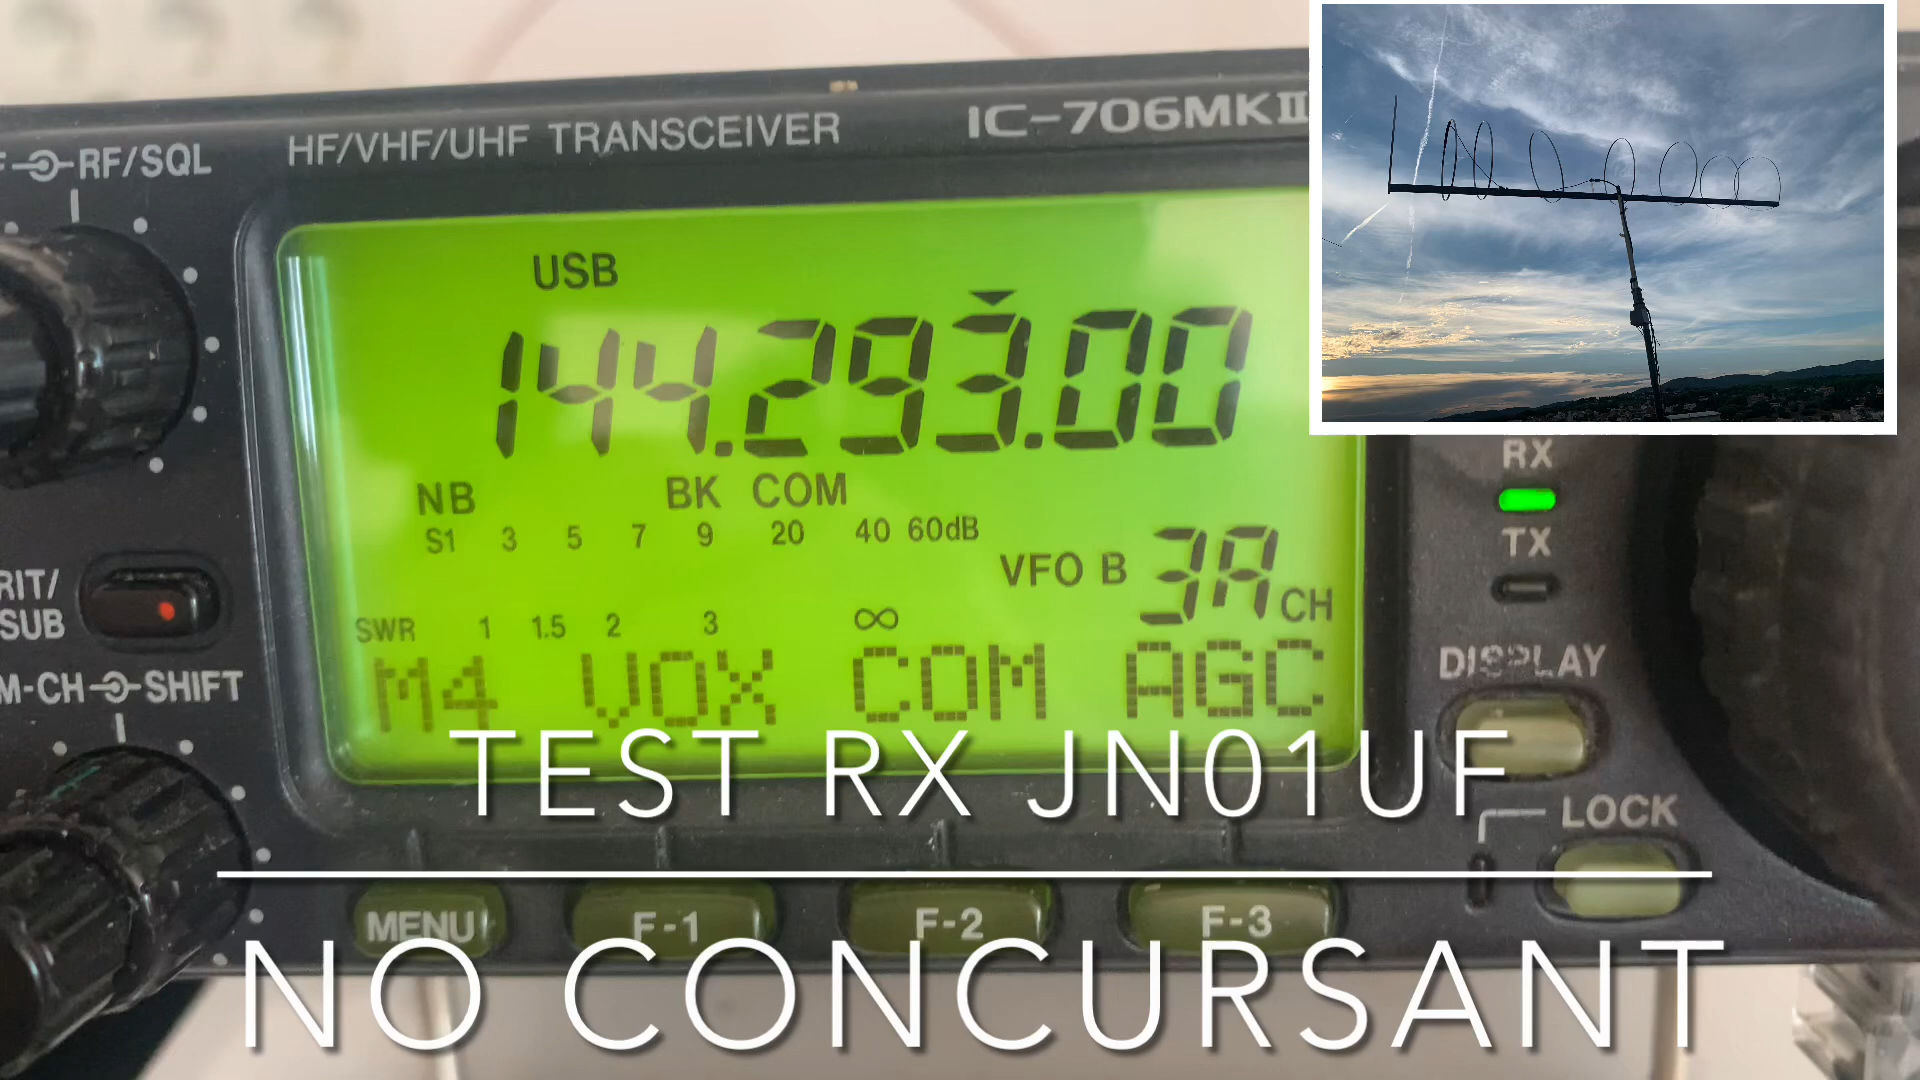 HF/VHF/UHF TRANSCEIVER IC-706MKII
RF/SQL
USB
144.293.00
NB BK COM
S1 3 5 7 9 20 40 60dB
VFO B 3A CH
SWR 1 1.5 2 3 ∞
M4 VOX COM AGC
RX
TX
RIT/
SUB
M-CH SHIFT
DISPLAY
LOCK
TEST RX JN01UF
MENU F-1 F-2 F-3
NO CONCURSANT